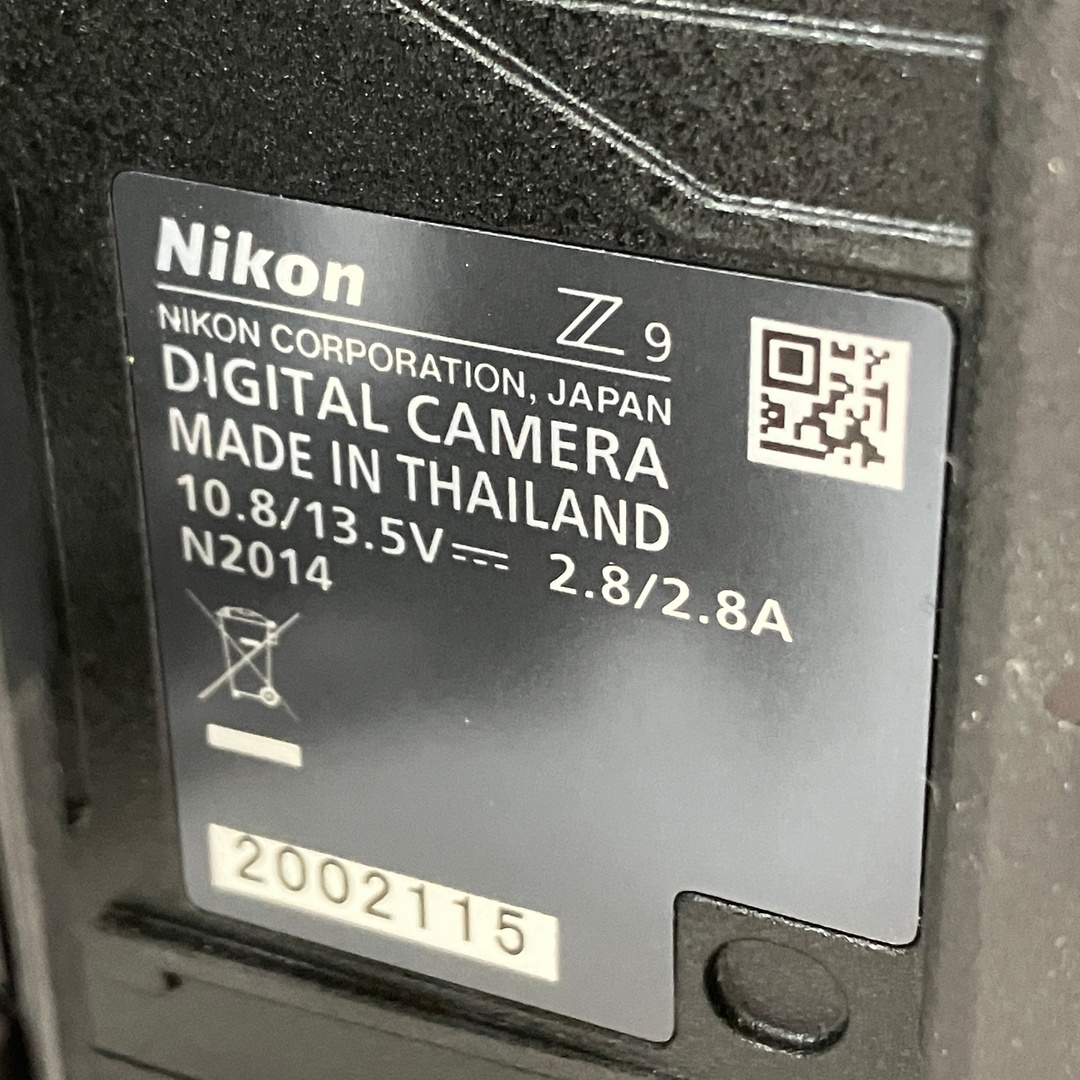 Nikon
Z 9
NIKON CORPORATION, JAPAN
DIGITAL CAMERA
MADE IN THAILAND
10.8/13.5V⎓ 2.8/2.8A
N2014
2002115